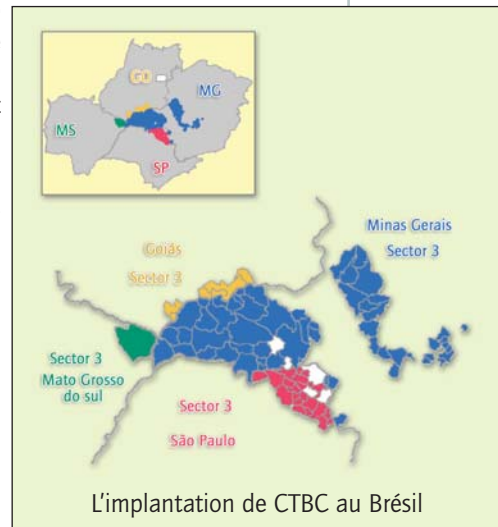 GO
MG
MS
SP
Minas Gerais
Sector 3
Goiás
Sector 3
Sector 3
Mato Grosso
do sul
Sector 3
São Paulo
L'implantation de CTBC au Brésil